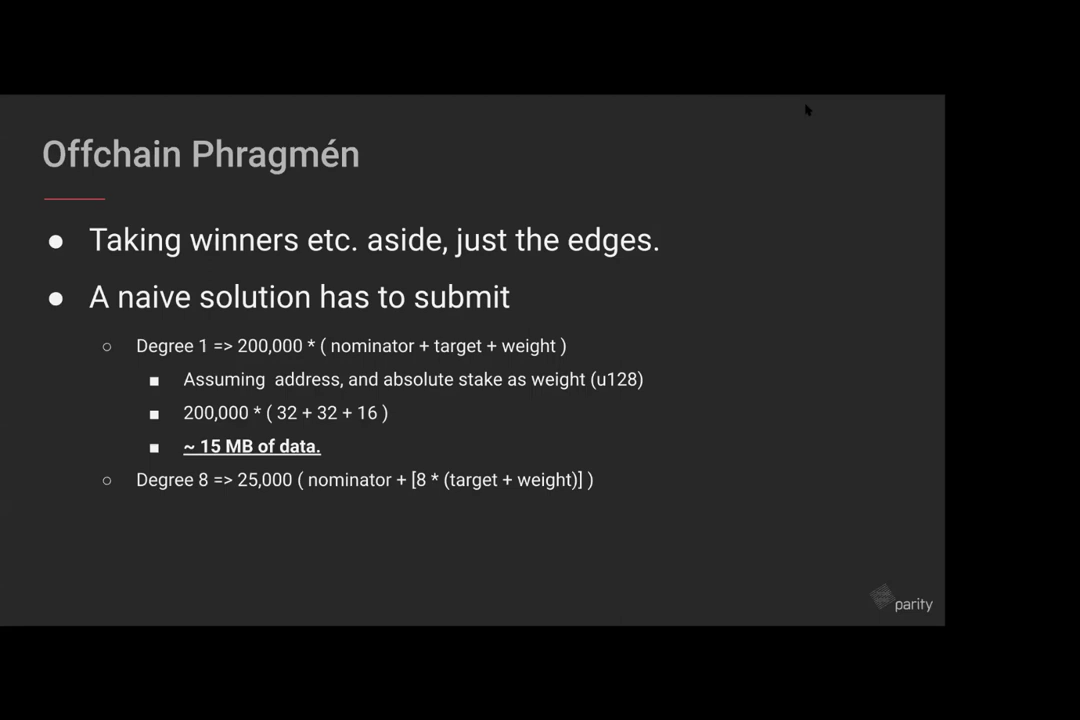 Offchain Phragmén
● Taking winners etc. aside, just the edges.
● A naive solution has to submit
○ Degree 1 => 200,000 * ( nominator + target + weight )
■ Assuming address, and absolute stake as weight (u128)
■ 200,000 * ( 32 + 32 + 16 )
■ ~ 15 MB of data.
○ Degree 8 => 25,000 ( nominator + [8 * (target + weight)] )
parity